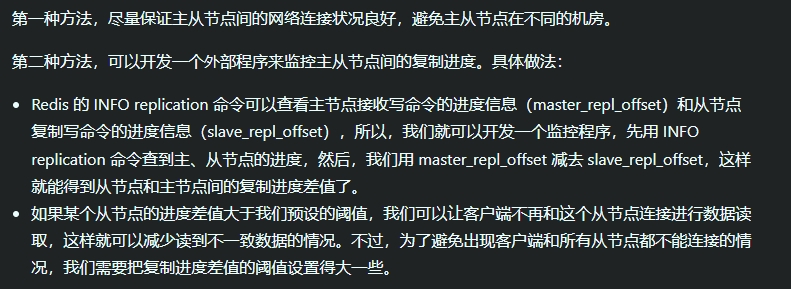 第一种方法，尽量保证主从节点间的网络连接状况良好，避免主从节点在不同的机房。
第二种方法，可以开发一个外部程序来监控主从节点间的复制进度。具体做法：
• Redis 的 INFO replication 命令可以查看主节点接收写命令的进度信息（master_repl_offset）和从节点
复制写命令的进度信息（slave_repl_offset），所以，我们就可以开发一个监控程序，先用 INFO
replication 命令查到主、从节点的进度，然后，我们用 master_repl_offset 减去 slave_repl_offset，这样
就能得到从节点和主节点间的复制进度差值了。
• 如果某个从节点的进度差值大于我们预设的阈值，我们可以让客户端不再和这个从节点连接进行数据读
取，这样就可以减少读到不一致数据的情况。不过，为了避免出现客户端和所有从节点都不能连接的情
况，我们需要把复制进度差值的阈值设置得大一些。